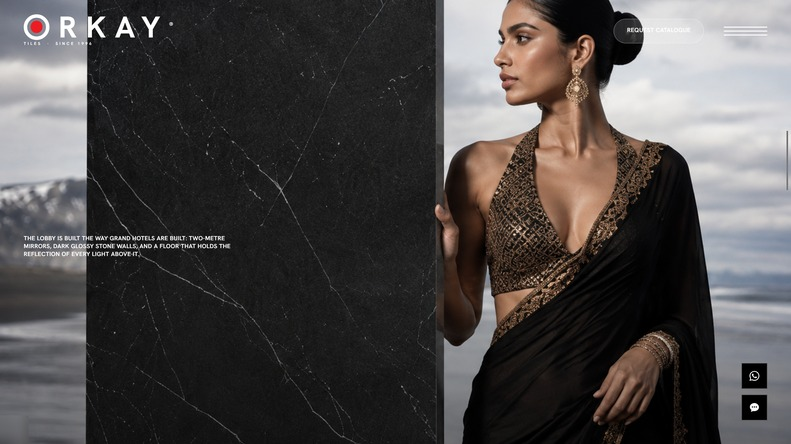 ORKAY®
TILES · SINCE 1996
REQUEST CATALOGUE
THE LOBBY IS BUILT THE WAY GRAND HOTELS ARE BUILT: TWO-METRE
MIRRORS, DARK GLOSSY STONE WALLS, AND A FLOOR THAT HOLDS THE
REFLECTION OF EVERY LIGHT ABOVE IT.